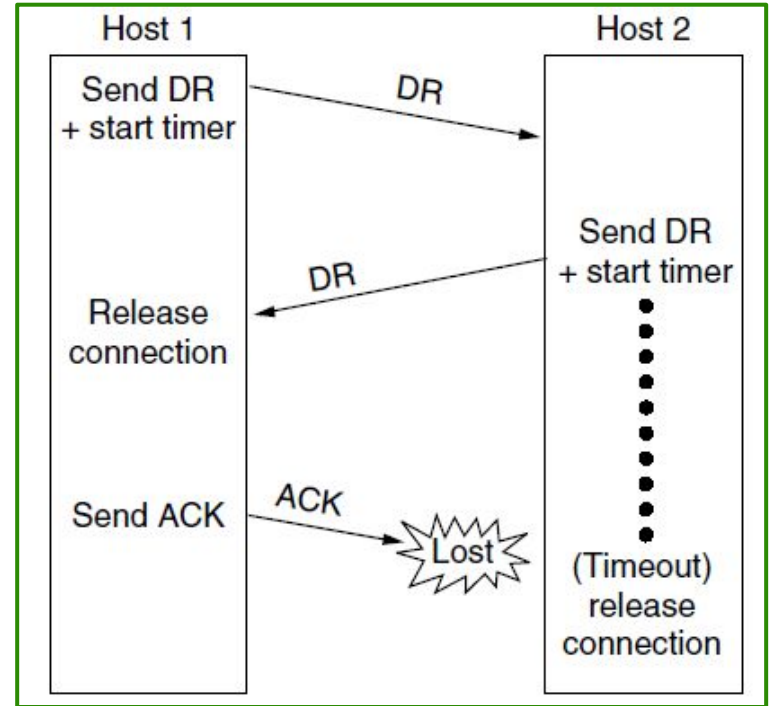 Host 1
Host 2
Send DR
+ start timer
DR
Send DR
+ start timer
DR
Release
connection
Send ACK
ACK
Lost
(Timeout)
release
connection